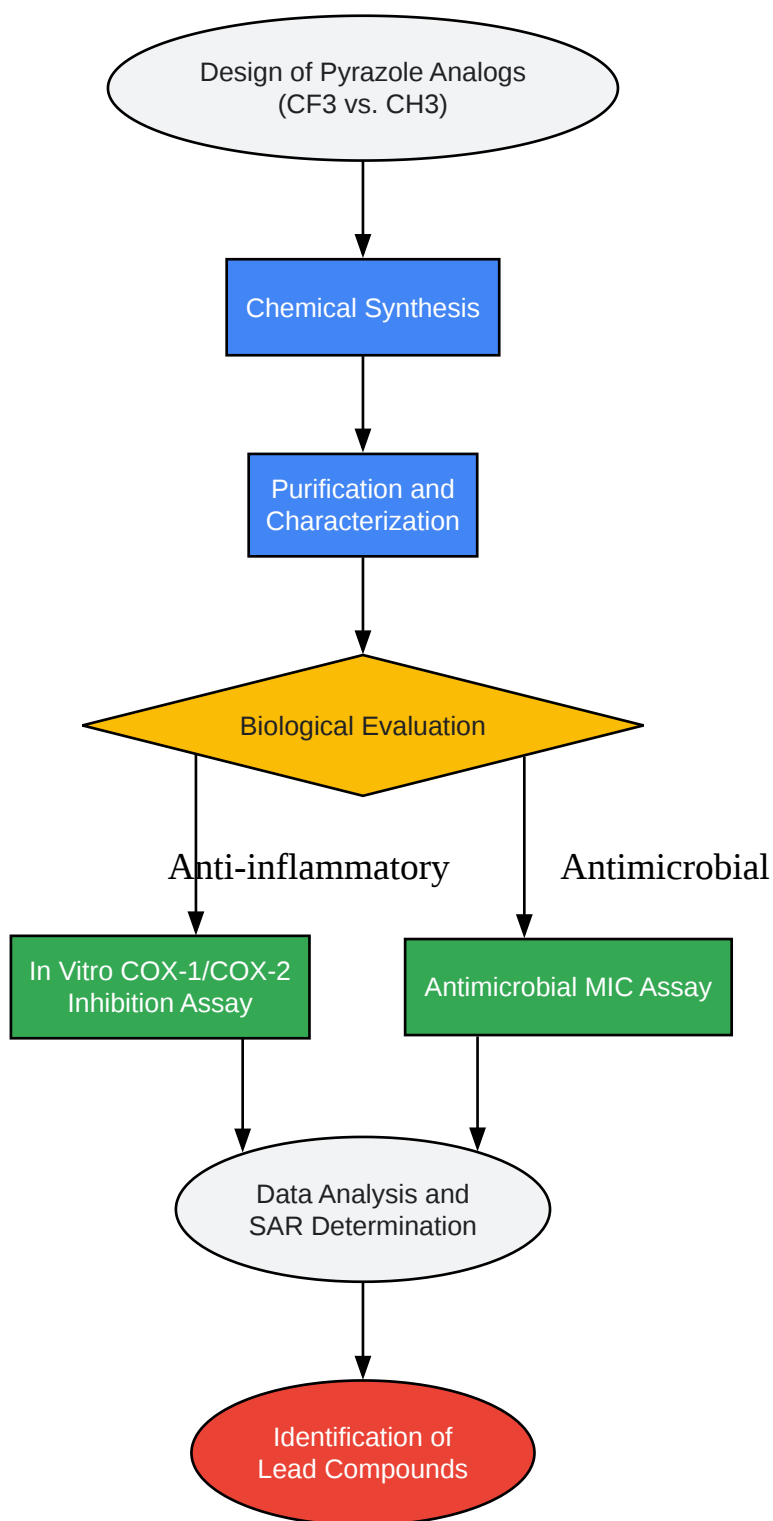 Design of Pyrazole Analogs
(CF3 vs. CH3)
Chemical Synthesis
Purification and
Characterization
Biological Evaluation
Anti-inflammatory
Antimicrobial
In Vitro COX-1/COX-2
Inhibition Assay
Antimicrobial MIC Assay
Data Analysis and
SAR Determination
Identification of
Lead Compounds